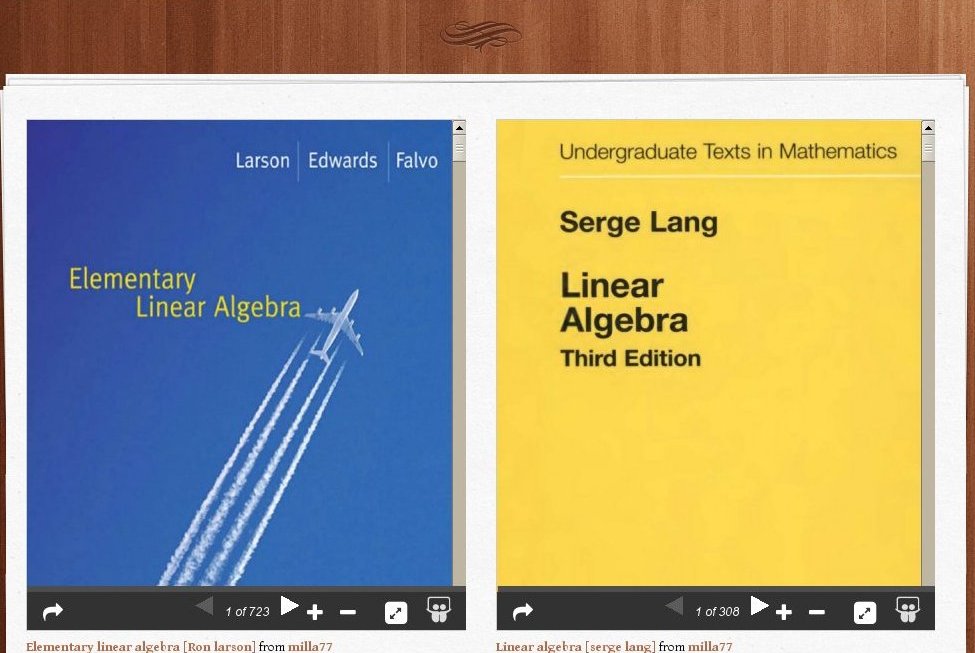 Larson Edwards Falvo
Elementary
Linear Algebra
1 of 723
Elementary linear algebra [Ron larson] from milla77
Undergraduate Texts in Mathematics
Serge Lang
Linear
Algebra
Third Edition
1 of 308
Linear algebra [serge lang] from milla77